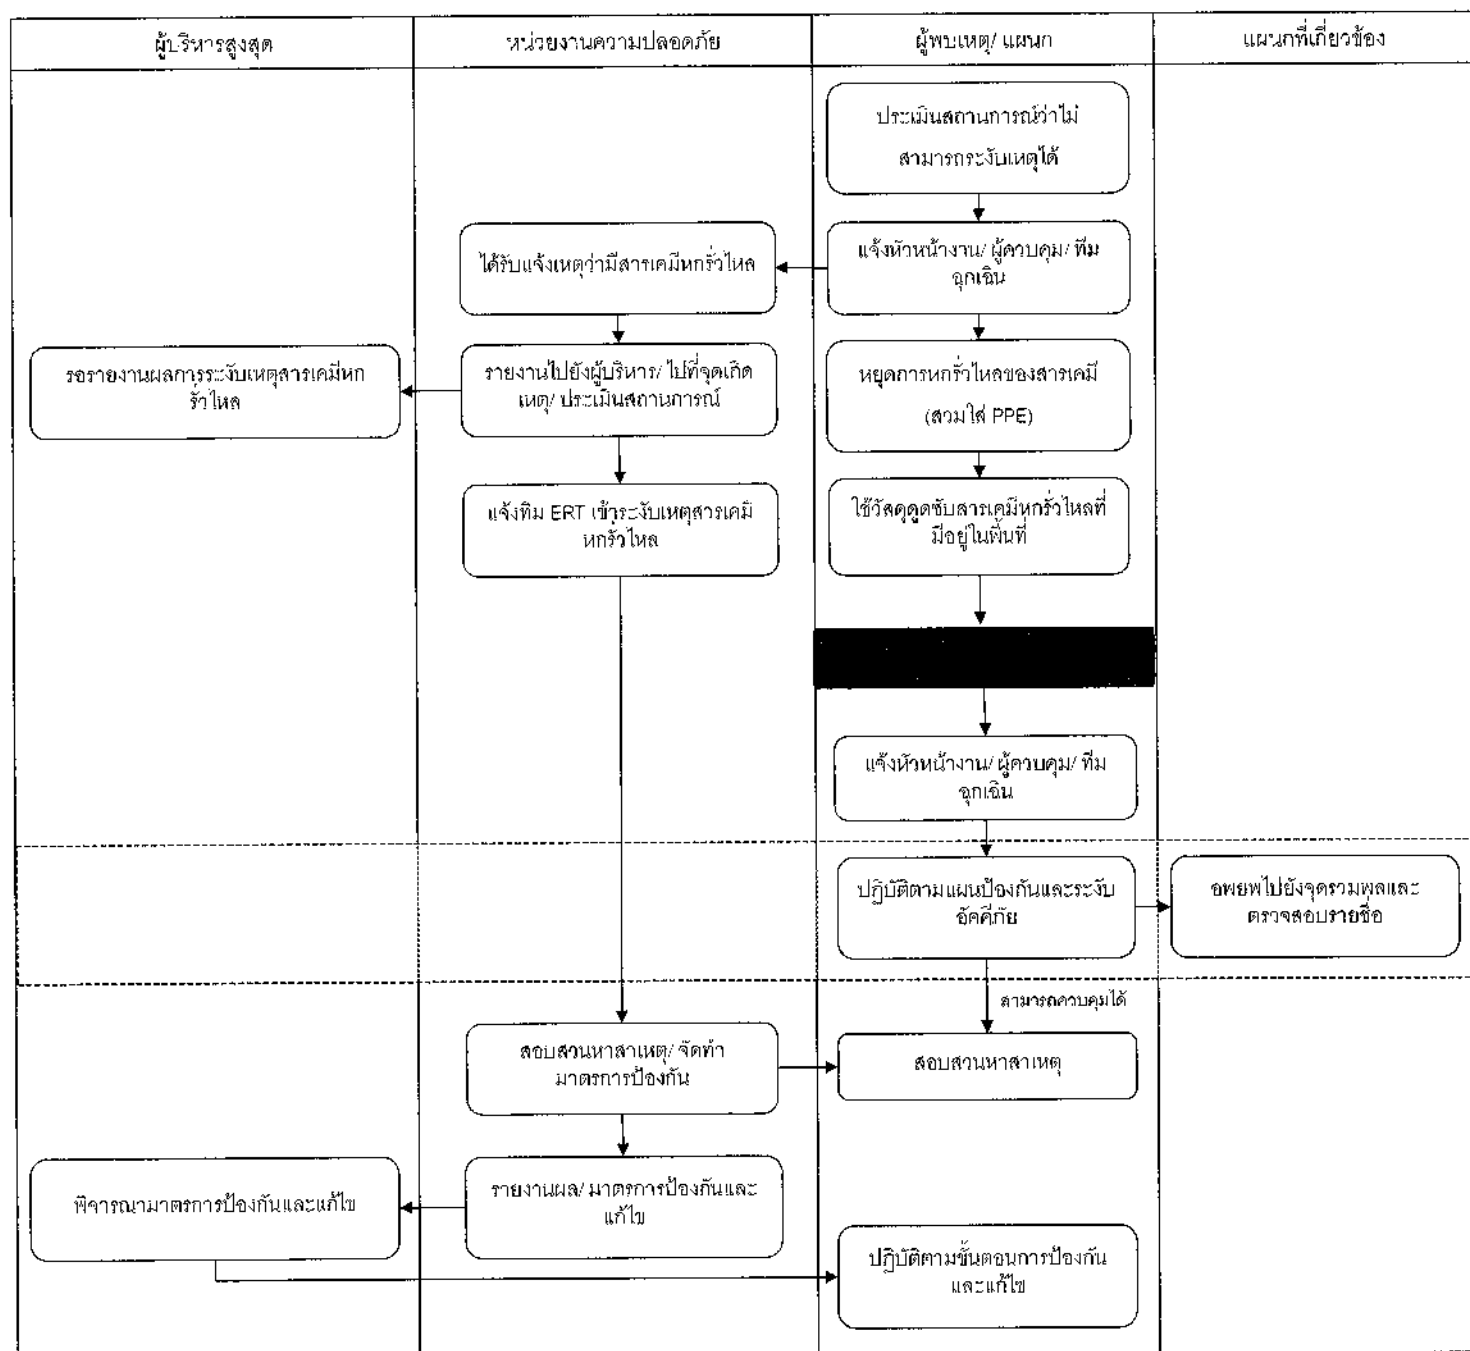 ผู้บริหารสูงสุด
หน่วยงานความปลอดภัย
ผู้พบเหตุ/ แผนก
แผนกที่เกี่ยวข้อง
ประเมินสถานการณ์ว่าไม่
สามารถระงับเหตุได้
ได้รับแจ้งเหตุว่ามีสารเคมีหกรั่วไหล
แจ้งหัวหน้างาน/ ผู้ควบคุม/ ทีม
ฉุกเฉิน
รอรายงานผลการระงับเหตุสารเคมีหก
รั่วไหล
รายงานไปยังผู้บริหาร/ ไปที่จุดเกิด
เหตุ/ ประเมินสถานการณ์
หยุดการหกรั่วไหลของสารเคมี
(สวมใส่ PPE)
แจ้งทีม ERT เข้าระงับเหตุสารเคมี
หกรั่วไหล
ใช้วัสดุดูดซับสารเคมีหกรั่วไหลที่
มีอยู่ในพื้นที่
แจ้งหัวหน้างาน/ ผู้ควบคุม/ ทีม
ฉุกเฉิน
ปฏิบัติตามแผนป้องกันและระงับ
อัคคีภัย
อพยพไปยังจุดรวมพลและ
ตรวจสอบรายชื่อ
สามารถควบคุมได้
สอบสวนหาสาเหตุ/ จัดทำ
มาตรการป้องกัน
สอบสวนหาสาเหตุ
พิจารณามาตรการป้องกันและแก้ไข
รายงานผล/ มาตรการป้องกันและ
แก้ไข
ปฏิบัติตามขั้นตอนการป้องกัน
และแก้ไข